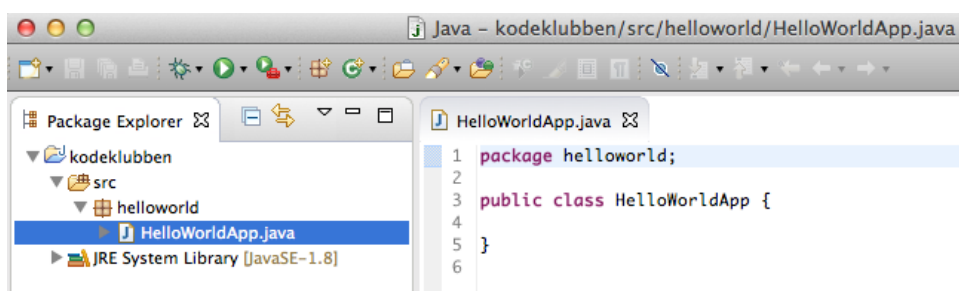 Java – kodeklubben/src/helloworld/HelloWorldApp.java
Package Explorer
kodeklubben
src
helloworld
HelloWorldApp.java
JRE System Library [JavaSE-1.8]
HelloWorldApp.java
1 package helloworld;
2
3 public class HelloWorldApp {
4
5 }
6